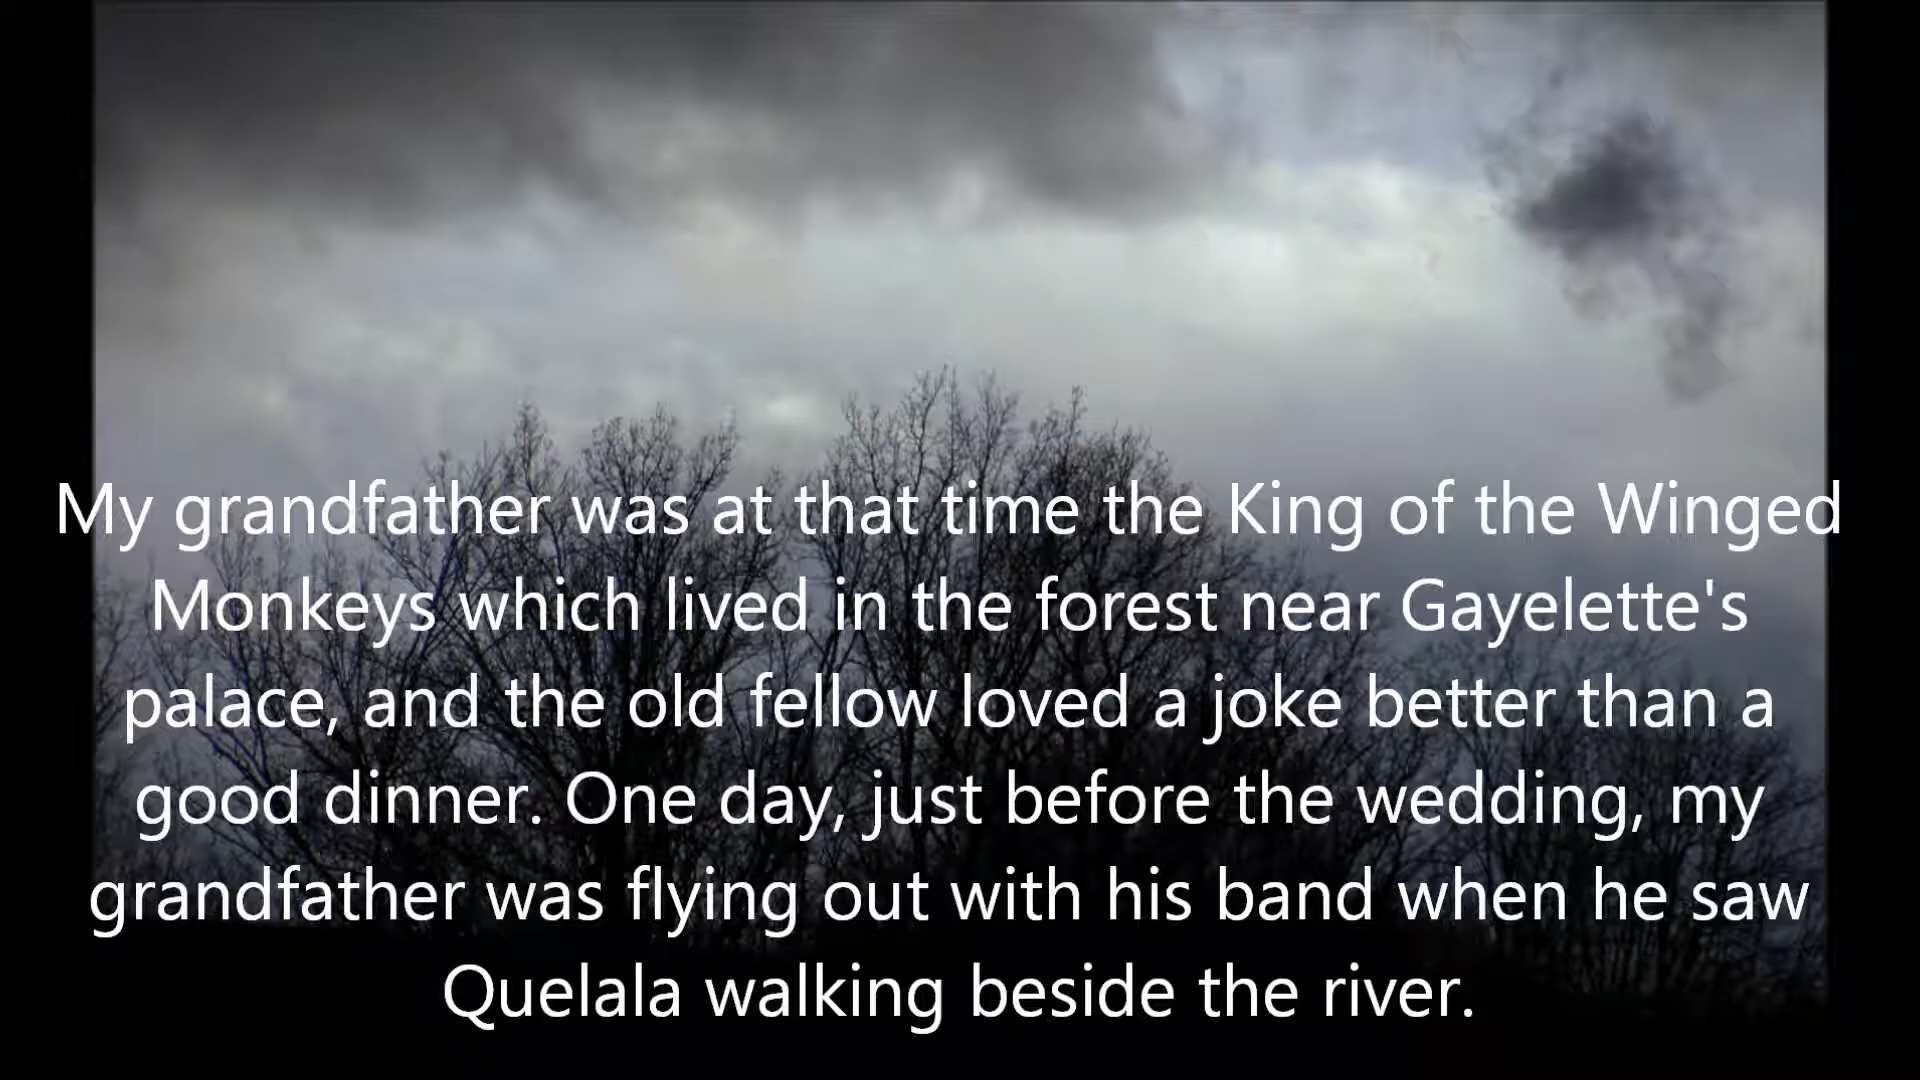 My grandfather was at that time the King of the Winged
Monkeys which lived in the forest near Gayelette's
palace, and the old fellow loved a joke better than a
good dinner. One day, just before the wedding, my
grandfather was flying out with his band when he saw
Quelala walking beside the river.